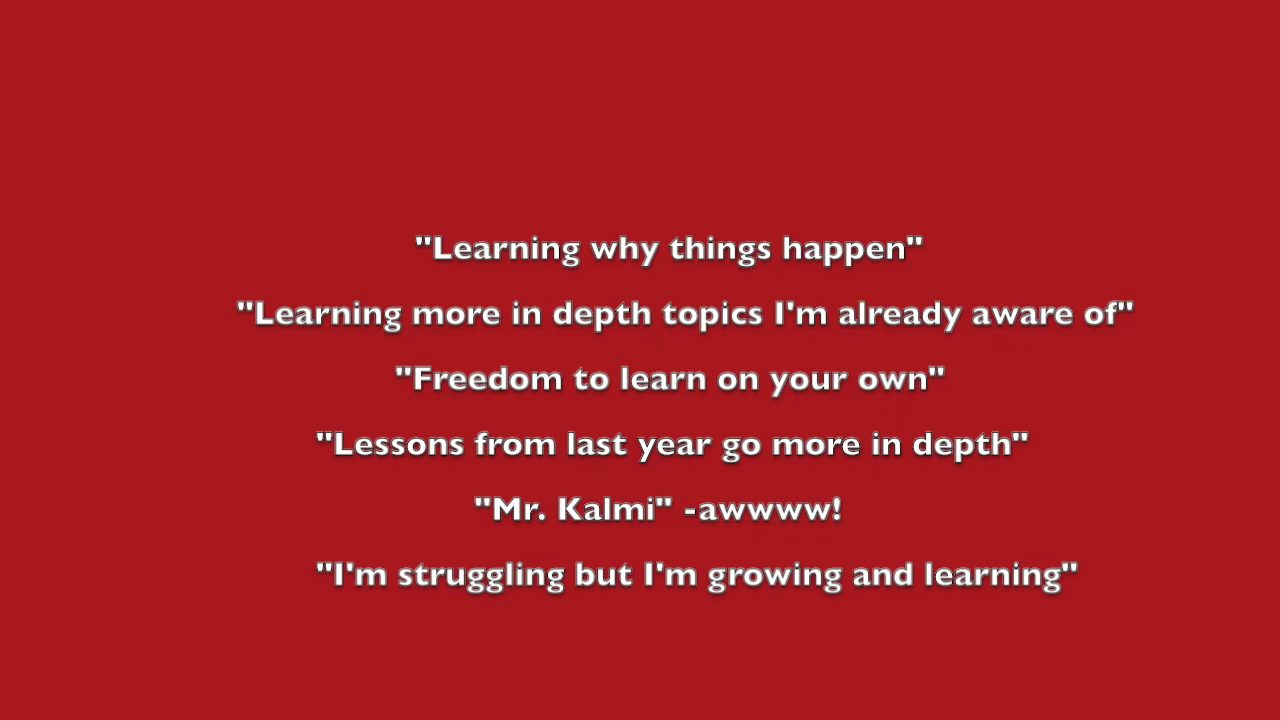 "Learning why things happen"
"Learning more in depth topics I'm already aware of"
"Freedom to learn on your own"
"Lessons from last year go more in depth"
"Mr. Kalmi" -awwww!
"I'm struggling but I'm growing and learning"